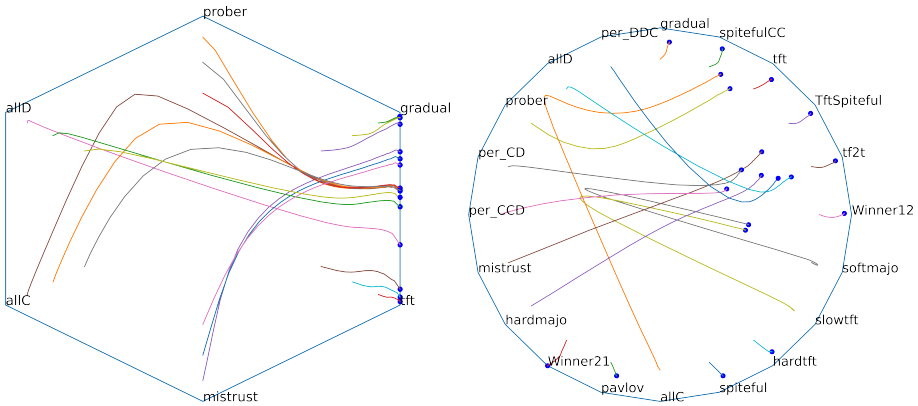 prober
allD
gradual
allC
tft
mistrust
gradual
per_DDC
spitefulCC
allD
tft
prober
TftSpiteful
per_CD
tf2t
per_CCD
Winner12
mistrust
softmajo
hardmajo
slowtft
Winner21
hardtft
pavlov
spiteful
allC